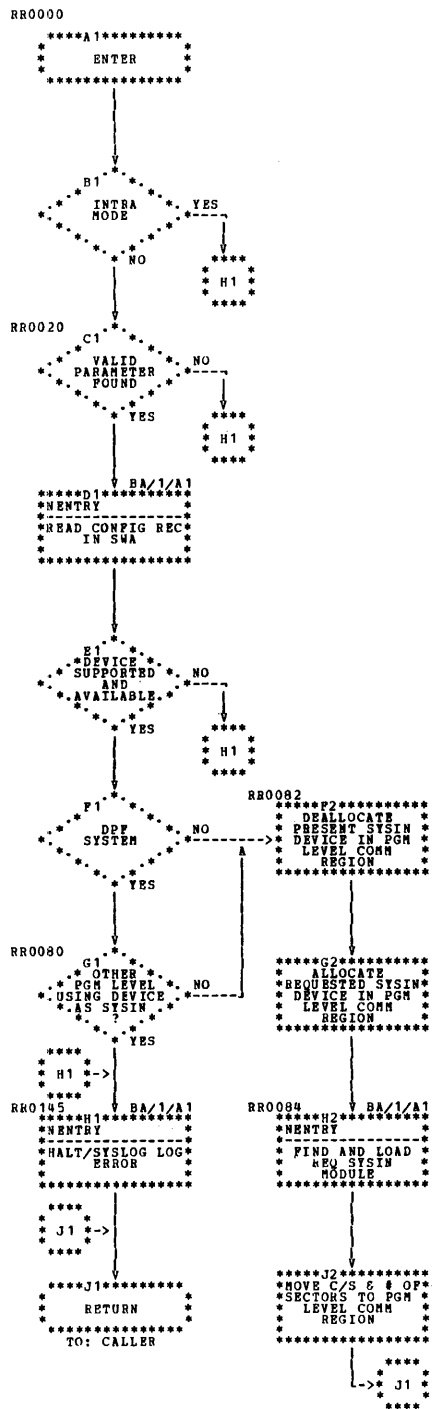 RR0000
A1
ENTER
B1
INTRA
MODE
YES
NO
H1
RR0020
C1
VALID
PARAMETER
FOUND
NO
YES
H1
D1
BA/1/A1
NENTRY
READ CONFIG REC
IN SWA
E1
DEVICE
SUPPORTED
AND
AVAILABLE
NO
YES
H1
F1
DPF
SYSTEM
NO
YES
RR0082
F2
DEALLOCATE
PRESENT SYSIN
DEVICE IN PGM
LEVEL COMM
REGION
RR0080
G1
OTHER
PGM LEVEL
USING DEVICE
AS SYSIN
?
NO
YES
G2
ALLOCATE
REQUESTED SYSIN
DEVICE IN PGM
LEVEL COMM
REGION
H1
RR0145
H1
BA/1/A1
NENTRY
HALT/SYSLOG LOG
ERROR
RR0084
H2
BA/1/A1
NENTRY
FIND AND LOAD
REQ SYSIN
MODULE
J1
J1
RETURN
TO: CALLER
J2
MOVE C/S & # OF
SECTORS TO PGM
LEVEL COMM
REGION
J1